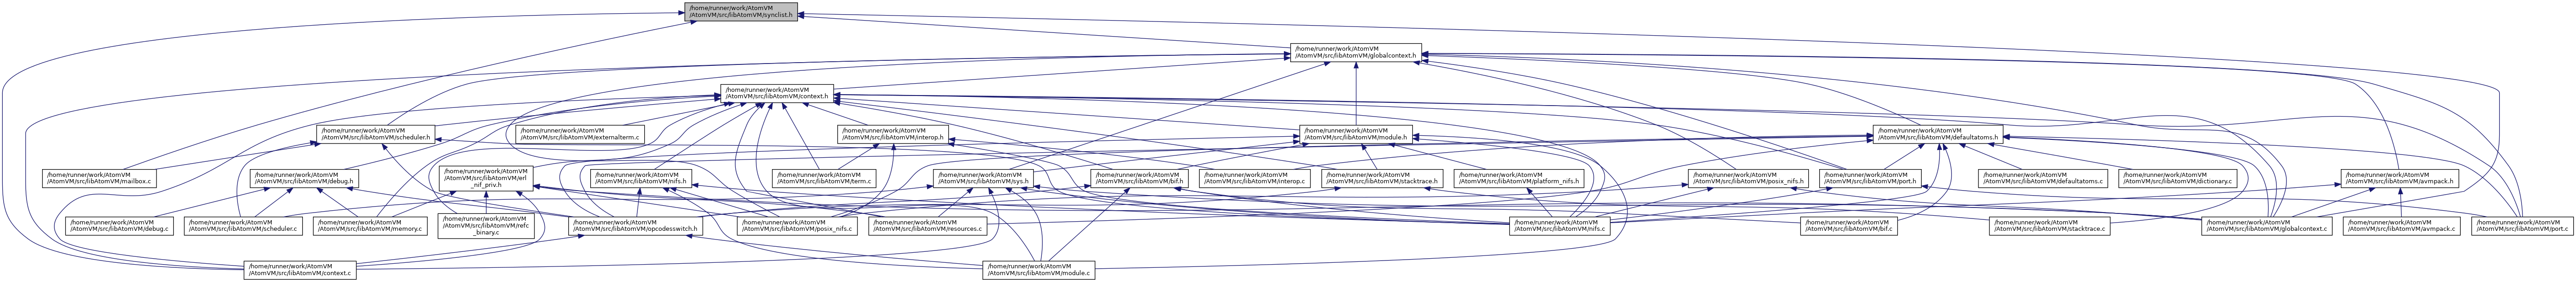 /home/runner/work/AtomVM
/AtomVM/src/libAtomVM/synclist.h
/home/runner/work/AtomVM
/AtomVM/src/libAtomVM/globalcontext.h
/home/runner/work/AtomVM
/AtomVM/src/libAtomVM/context.h
/home/runner/work/AtomVM
/AtomVM/src/libAtomVM/scheduler.h
/home/runner/work/AtomVM
/AtomVM/src/libAtomVM/externalterm.c
/home/runner/work/AtomVM
/AtomVM/src/libAtomVM/interop.h
/home/runner/work/AtomVM
/AtomVM/src/libAtomVM/module.h
/home/runner/work/AtomVM
/AtomVM/src/libAtomVM/defaultatoms.h
/home/runner/work/AtomVM
/AtomVM/src/libAtomVM/mailbox.c
/home/runner/work/AtomVM
/AtomVM/src/libAtomVM/debug.h
/home/runner/work/AtomVM
/AtomVM/src/libAtomVM/erl
_nif_priv.h
/home/runner/work/AtomVM
/AtomVM/src/libAtomVM/nifs.h
/home/runner/work/AtomVM
/AtomVM/src/libAtomVM/term.c
/home/runner/work/AtomVM
/AtomVM/src/libAtomVM/sys.h
/home/runner/work/AtomVM
/AtomVM/src/libAtomVM/bif.h
/home/runner/work/AtomVM
/AtomVM/src/libAtomVM/interop.c
/home/runner/work/AtomVM
/AtomVM/src/libAtomVM/stacktrace.h
/home/runner/work/AtomVM
/AtomVM/src/libAtomVM/platform_nifs.h
/home/runner/work/AtomVM
/AtomVM/src/libAtomVM/posix_nifs.h
/home/runner/work/AtomVM
/AtomVM/src/libAtomVM/port.h
/home/runner/work/AtomVM
/AtomVM/src/libAtomVM/defaultatoms.c
/home/runner/work/AtomVM
/AtomVM/src/libAtomVM/dictionary.c
/home/runner/work/AtomVM
/AtomVM/src/libAtomVM/avmpack.h
/home/runner/work/AtomVM
/AtomVM/src/libAtomVM/debug.c
/home/runner/work/AtomVM
/AtomVM/src/libAtomVM/scheduler.c
/home/runner/work/AtomVM
/AtomVM/src/libAtomVM/memory.c
/home/runner/work/AtomVM
/AtomVM/src/libAtomVM/refc
_binary.c
/home/runner/work/AtomVM
/AtomVM/src/libAtomVM/opcodesswitch.h
/home/runner/work/AtomVM
/AtomVM/src/libAtomVM/posix_nifs.c
/home/runner/work/AtomVM
/AtomVM/src/libAtomVM/resources.c
/home/runner/work/AtomVM
/AtomVM/src/libAtomVM/nifs.c
/home/runner/work/AtomVM
/AtomVM/src/libAtomVM/bif.c
/home/runner/work/AtomVM
/AtomVM/src/libAtomVM/stacktrace.c
/home/runner/work/AtomVM
/AtomVM/src/libAtomVM/globalcontext.c
/home/runner/work/AtomVM
/AtomVM/src/libAtomVM/avmpack.c
/home/runner/work/AtomVM
/AtomVM/src/libAtomVM/port.c
/home/runner/work/AtomVM
/AtomVM/src/libAtomVM/context.c
/home/runner/work/AtomVM
/AtomVM/src/libAtomVM/module.c